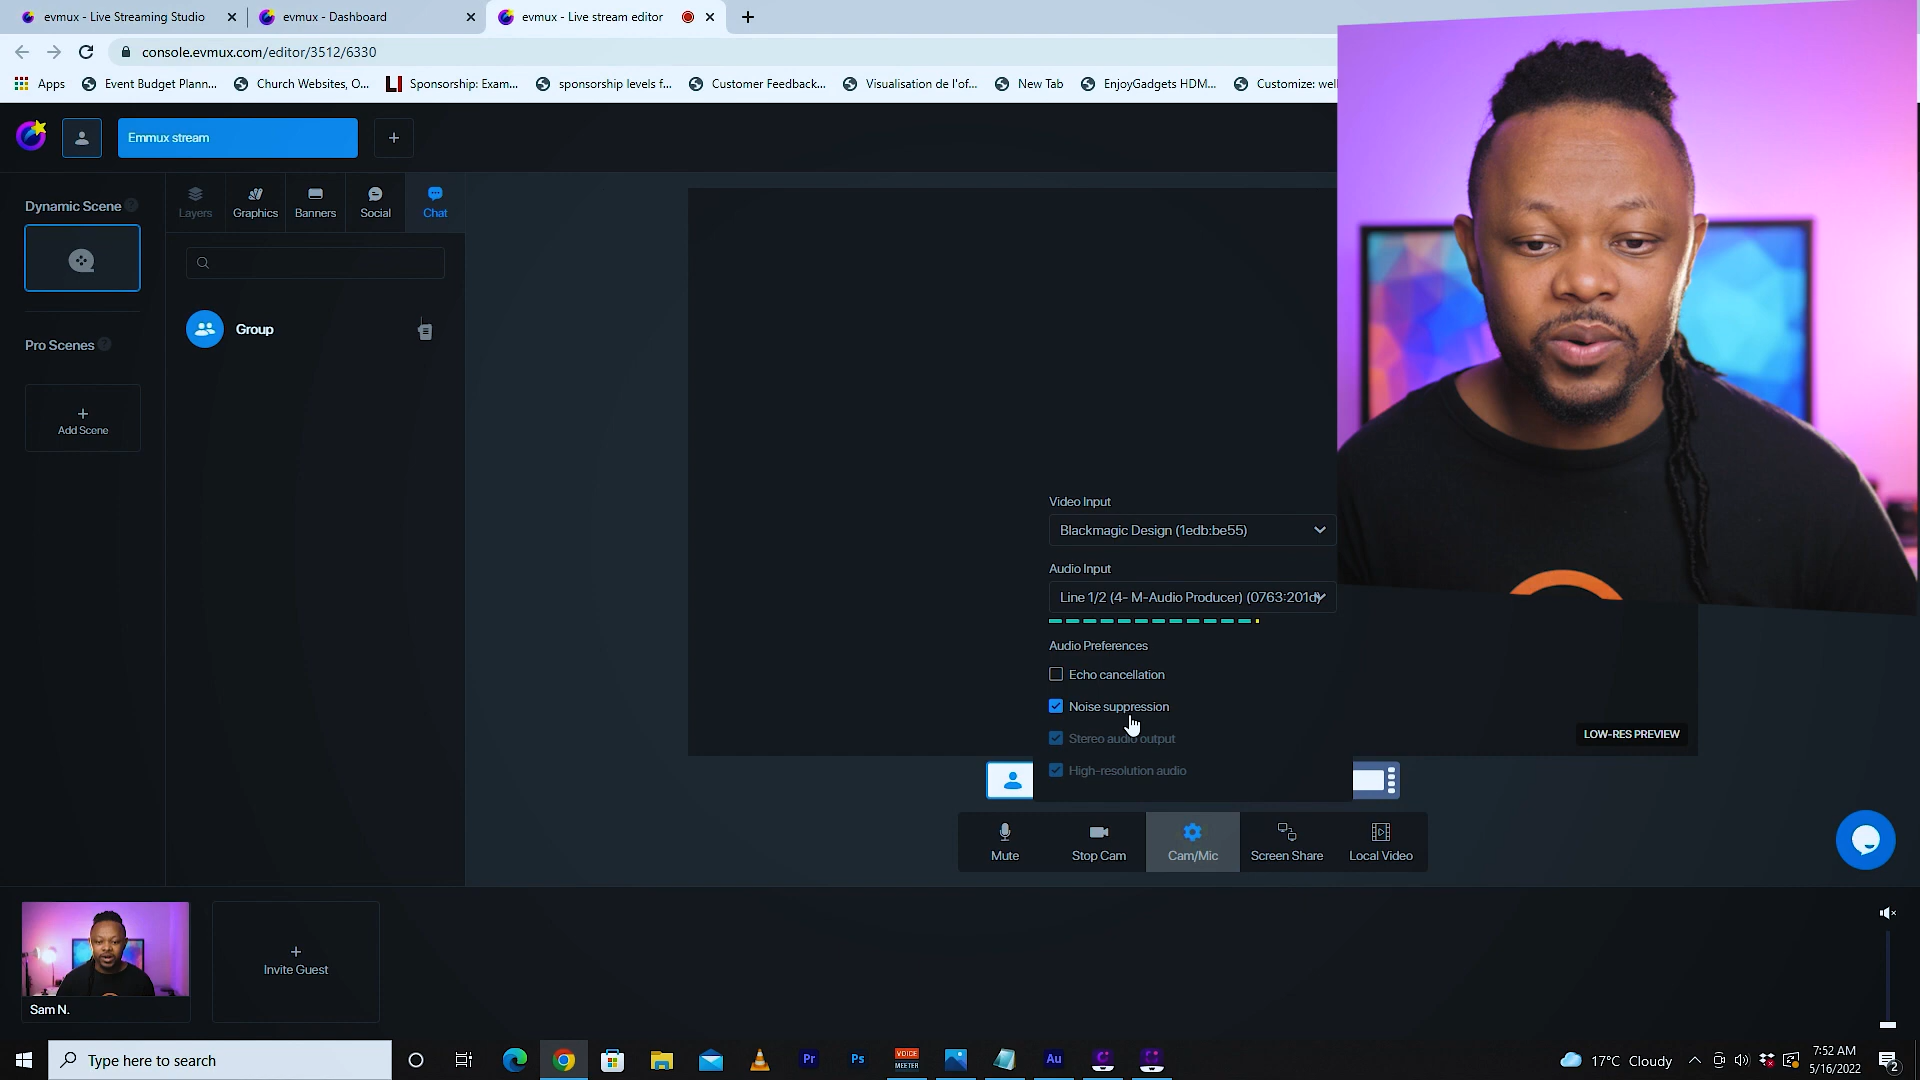 evmux - Live Streaming Studio
evmux - Dashboard
evmux - Live stream editor
console.evmux.com/editor/3512/6330
Apps
Event Budget Plann...
Church Websites, O...
Sponsorship: Exam...
sponsorship levels f...
Customer Feedback...
Visualisation de l'of...
New Tab
EnjoyGadgets HDM...
Customize: well
Emmux stream
Dynamic Scene
Pro Scenes
Add Scene
Layers
Graphics
Banners
Social
Chat
Group
Video Input
Blackmagic Design (1edb:be55)
Audio Input
Line 1/2 (4- M-Audio Producer) (0763:201d)
Audio Preferences
Echo cancellation
Noise suppression
Stereo audio output
High-resolution audio
LOW-RES PREVIEW
Mute
Stop Cam
Cam/Mic
Screen Share
Local Video
Sam N.
Invite Guest
Type here to search
Pr
Ps
VOICE
MEETER
Au
17°C Cloudy
7:52 AM
5/16/2022
2